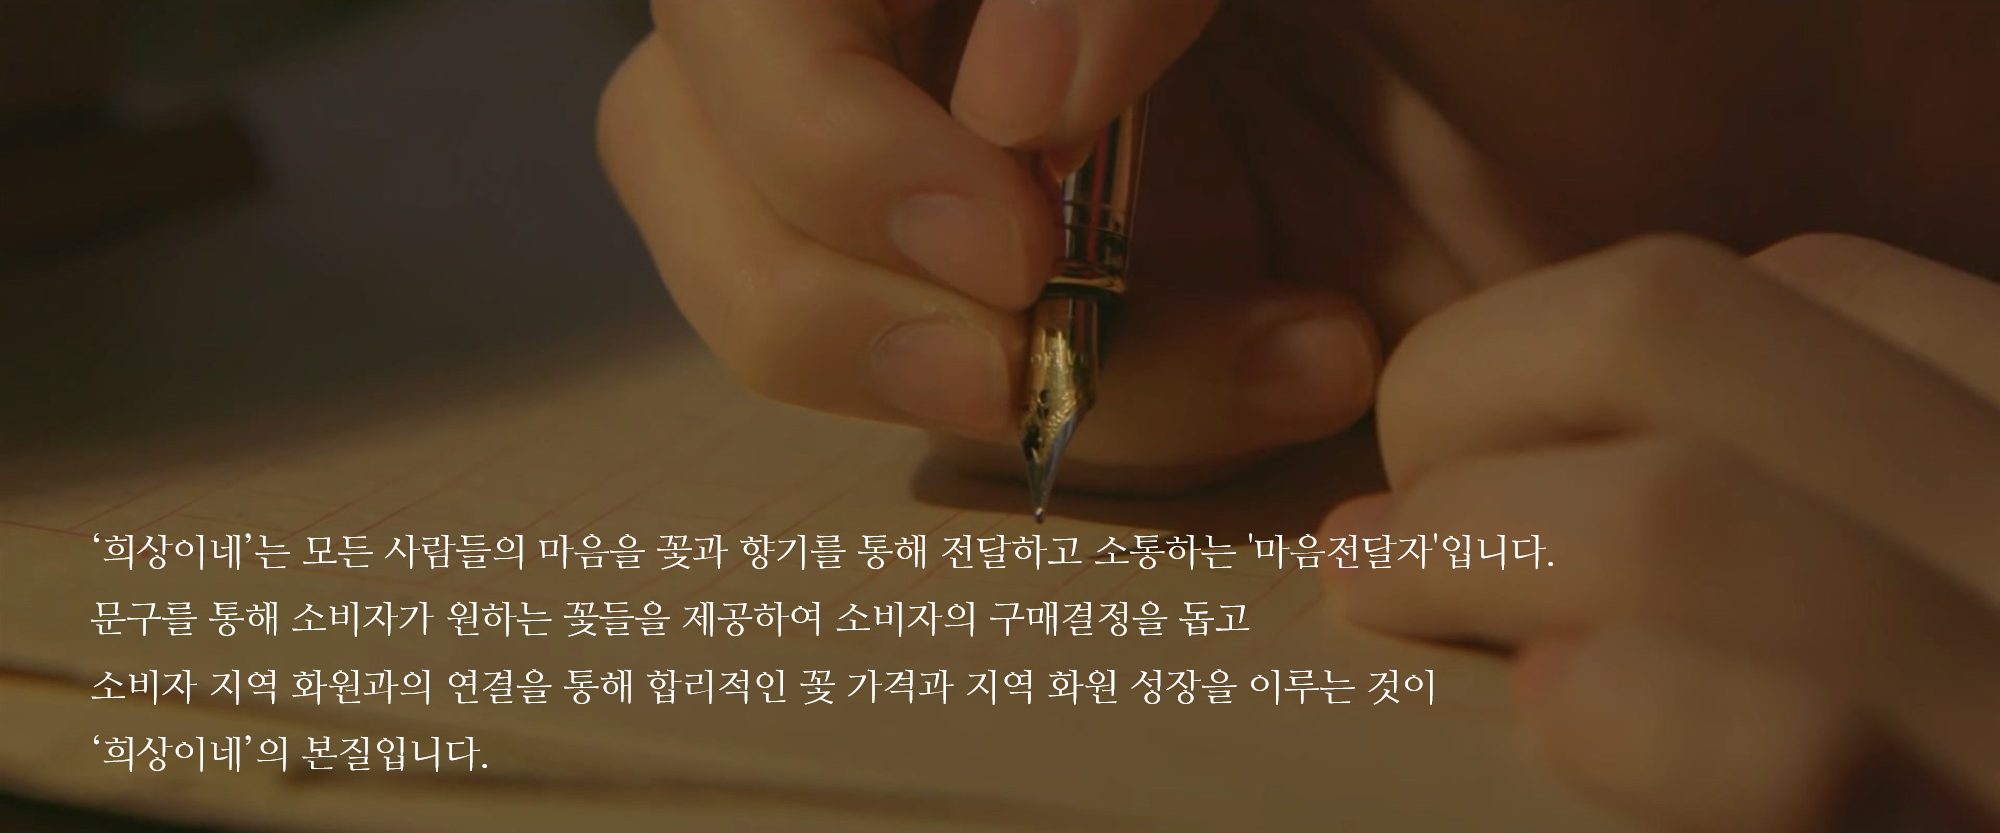 ‘희상이네’는 모든 사람들의 마음을 꽃과 향기를 통해 전달하고 소통하는 '마음전달자'입니다.
문구를 통해 소비자가 원하는 꽃들을 제공하여 소비자의 구매결정을 돕고
소비자 지역 화원과의 연결을 통해 합리적인 꽃 가격과 지역 화원 성장을 이루는 것이
‘희상이네’의 본질입니다.